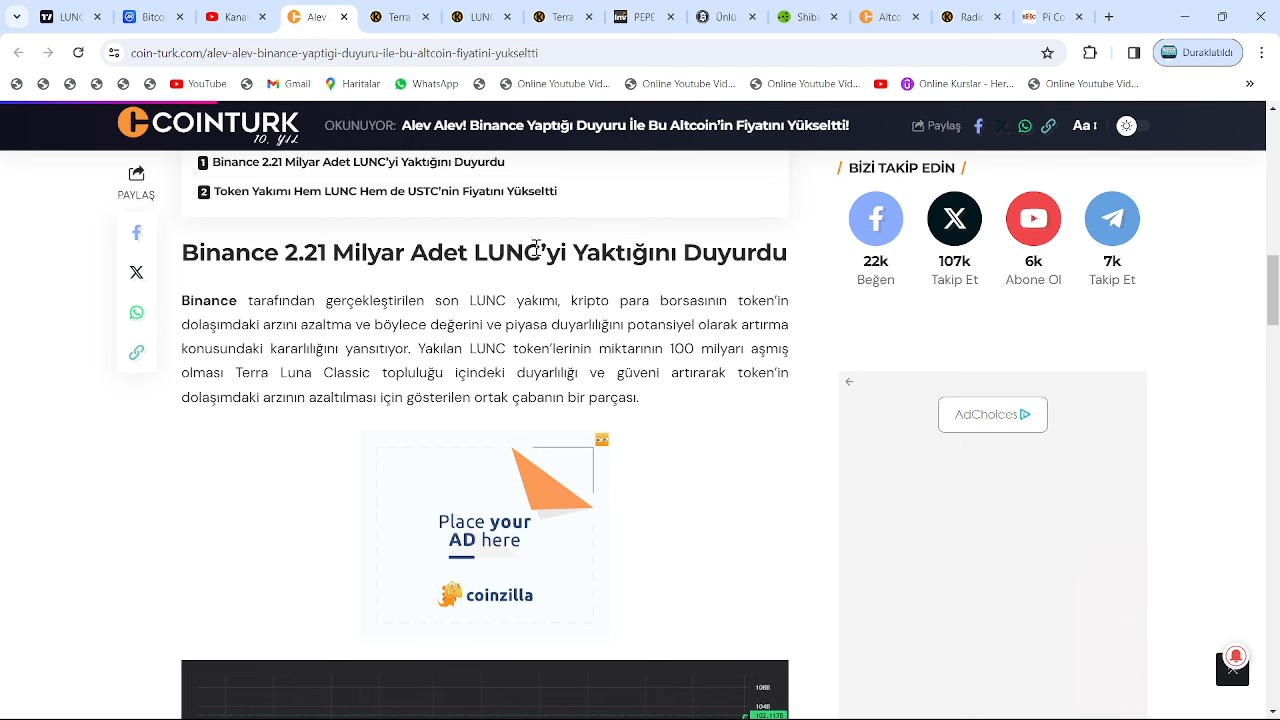 LUNC
Terra
Kanal
Alev
Terra
LUNC
Terra
PEPE
Unit
Shib
Altco
Radi
Pi Co
coin-turk.com/alev-alev-binance-yaptigi-duyuru-ile-bu-altcoin-fiyatini-yukseltti
Duraklatıldı
YouTube
Gmail
Haritalar
WhatsApp
Online Youtube Vid...
Online Youtube Vid...
Online Youtube Vid...
Online Kurslar - Her...
Online Youtube Vid...
COINTURK
10. yız
OKUNUYOR: Alev Alev! Binance Yaptığı Duyuru İle Bu Altcoin’in Fiyatını Yükseltti!
Paylaş
Aa
PAYLAŞ
1 Binance 2.21 Milyar Adet LUNC’yi Yaktığını Duyurdu
2 Token Yakımı Hem LUNC Hem de USTC’nin Fiyatını Yükseltti
Binance 2.21 Milyar Adet LUNC’yi Yaktığını Duyurdu
Binance tarafından gerçekleştirilen son LUNC yakımı, kripto para borsasının token’in
dolaşımdaki arzını azaltma ve böylece değerini ve piyasa duyarlılığını potansiyel olarak artırma
konusundaki kararlılığını yansıtıyor. Yakılan LUNC token’lerinin miktarının 100 milyarı aşmış
olması Terra Luna Classic topluluğu içindeki duyarlılığı ve güveni artırarak token’in
dolaşımdaki arzının azaltılması için gösterilen ortak çabanın bir parçası.
Place your
AD here
coinzilla
108B
104B
102.117B
BİZİ TAKİP EDİN
22k
Beğen
107k
Takip Et
6k
Abone Ol
7k
Takip Et
AdChoices